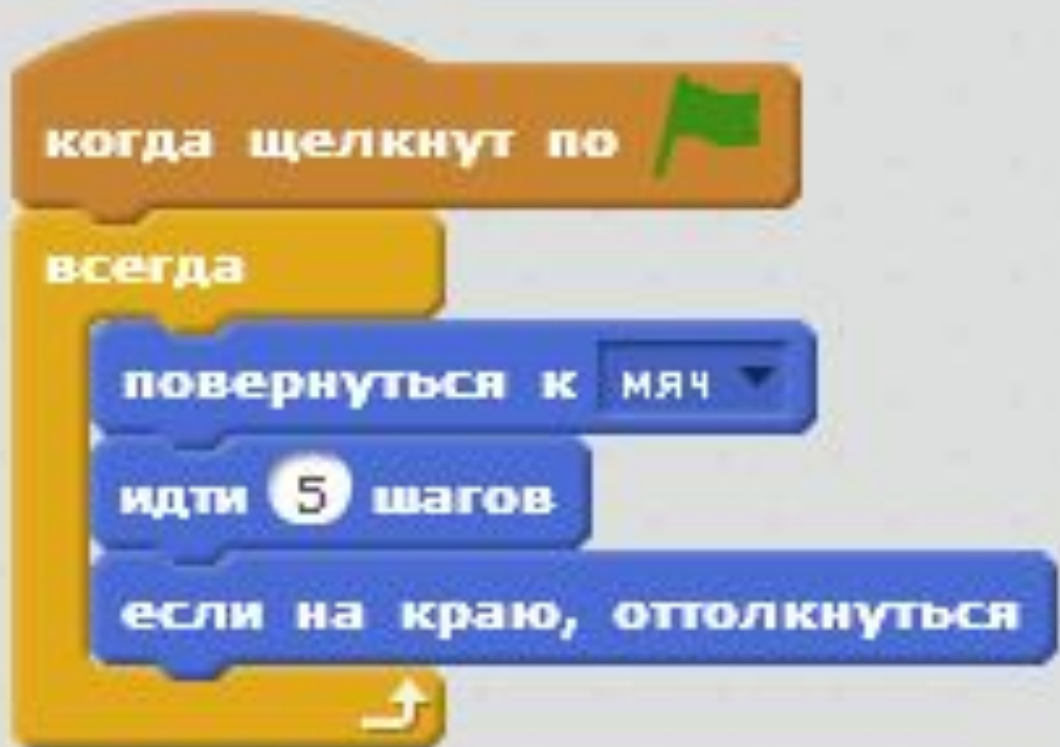 когда щелкнут по
всегда
повернуться к мяч
идти 5 шагов
если на краю, оттолкнуться